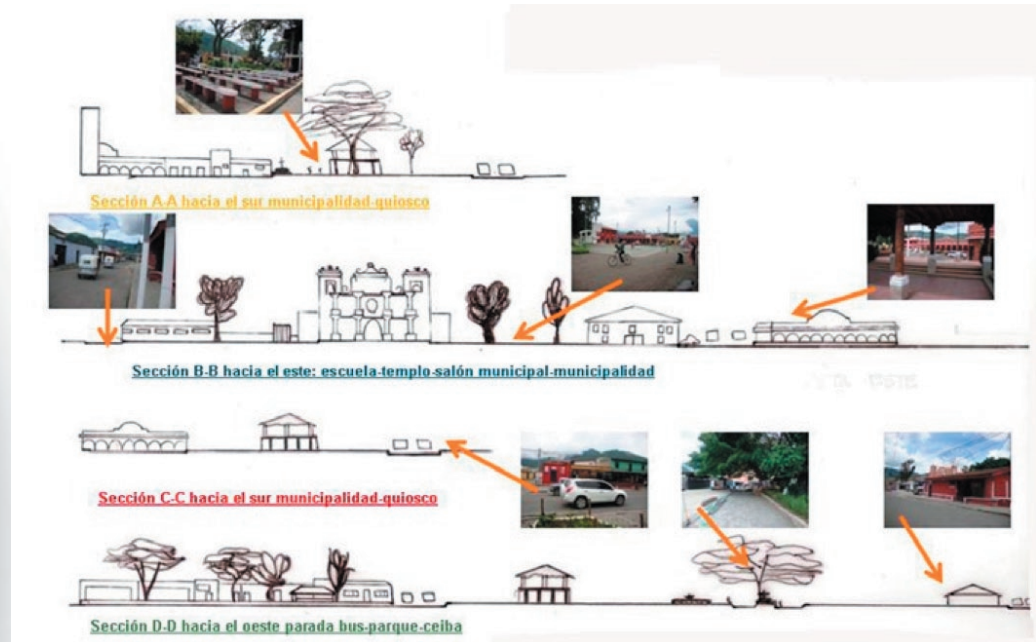 Sección A-A hacia el sur municipalidad-quiosco
Sección B-B hacia el este: escuela-templo-salón municipal-municipalidad
Sección C-C hacia el sur municipalidad-quiosco
Sección D-D hacia el oeste parada bus-parque-ceiba